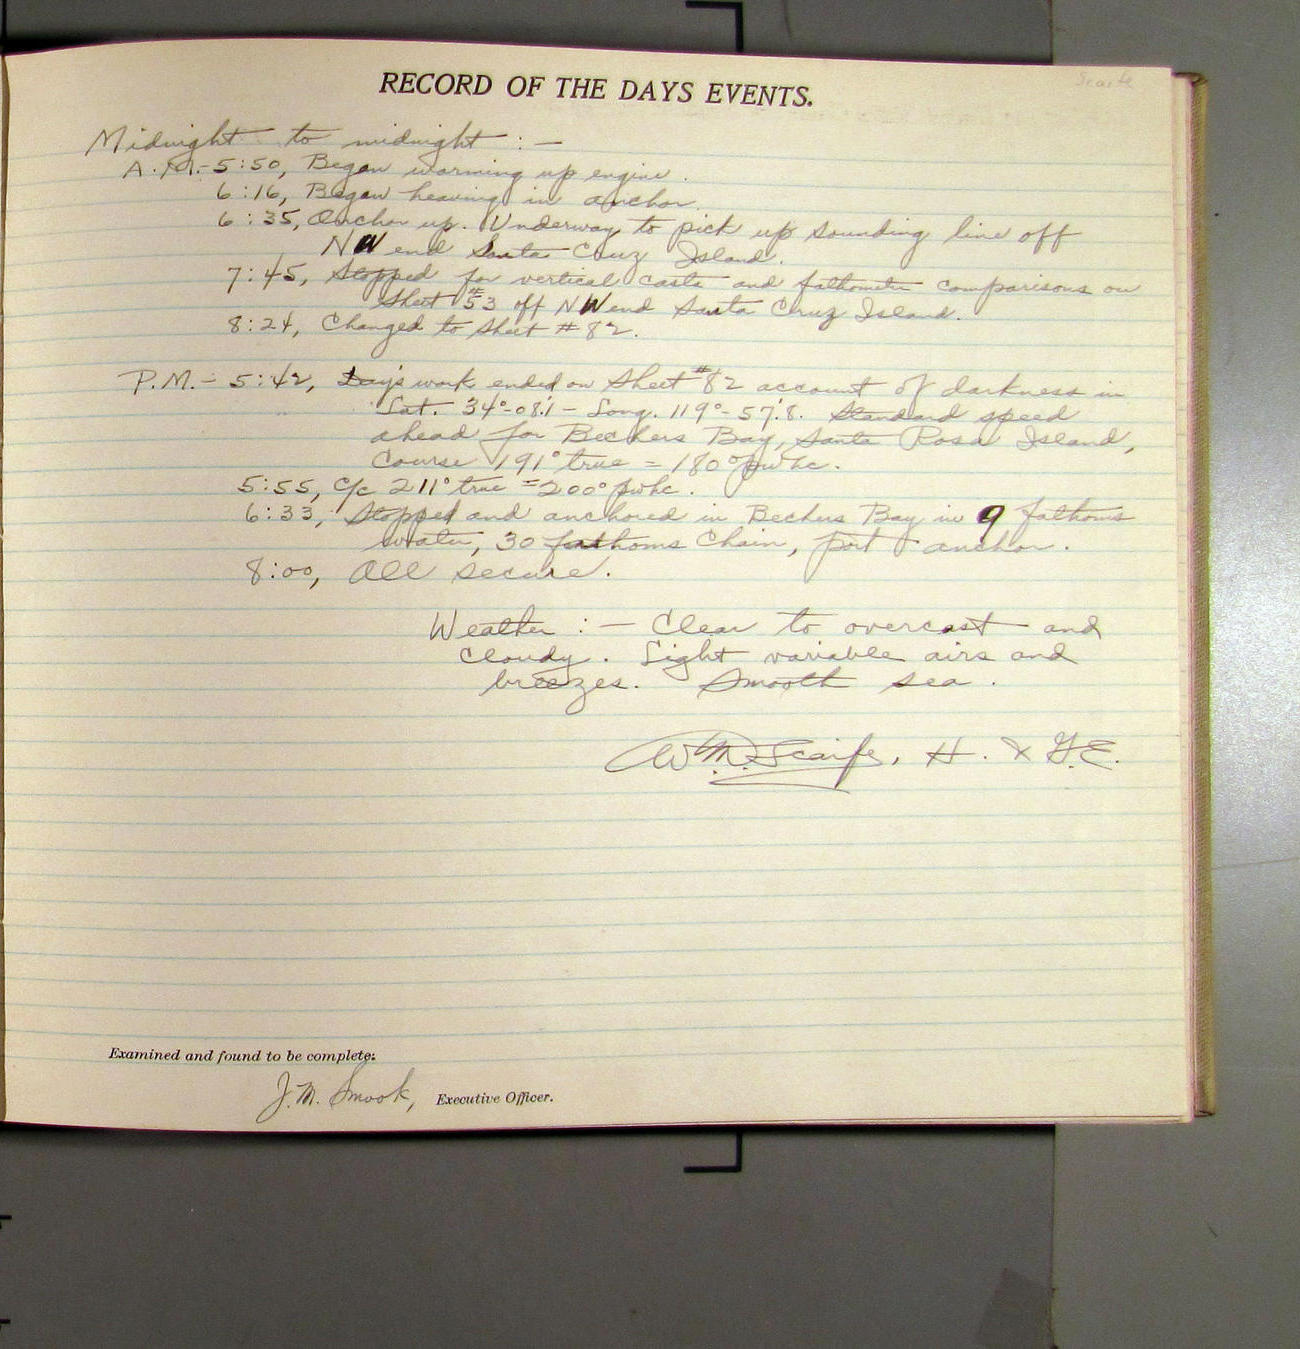 Scaife
RECORD OF THE DAYS EVENTS.
Midnight to midnight :—
A.M.- 5:50, Began warming up engine.
6:16, Began heaving in anchor.
6:35, Anchor up. Underway to pick up sounding line off
NW end Santa Cruz Island.
7:45, Stopped for vertical casts and fathometer comparisons on
Sheet #53 off NW end Santa Cruz Island.
8:24, Changed to Sheet #82.
P.M.- 5:42, Day's work ended on Sheet #82 account of darkness in
Lat. 34°-08.'1 - Long. 119°-57.'8. Standard speed
ahead for Bechers Bay, Santa Rosa Island,
course 191° true = 180° pwhc.
5:55, c/c 211° true = 200° pwhc.
6:33, Stopped and anchored in Bechers Bay in 9 fathoms
water, 30 fathoms chain, port anchor.
8:00, All secure.
Weather :— Clear to overcast and
cloudy. Light variable airs and
breezes. Smooth sea.
W.M. Scaife, H. & G.E.
Examined and found to be complete:
J.M. Smook, Executive Officer.